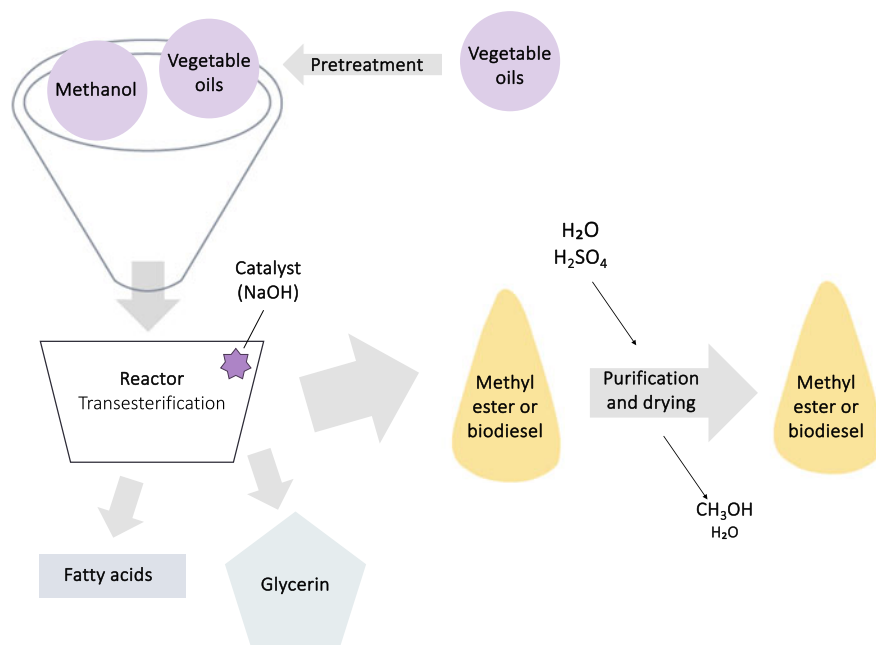 Methanol
Vegetable
oils
Pretreatment
Vegetable
oils
Catalyst
(NaOH)
Reactor
Transesterification
Fatty acids
Glycerin
Methyl
ester or
biodiesel
H₂O
H₂SO₄
Purification
and drying
CH₃OH
H₂O
Methyl
ester or
biodiesel